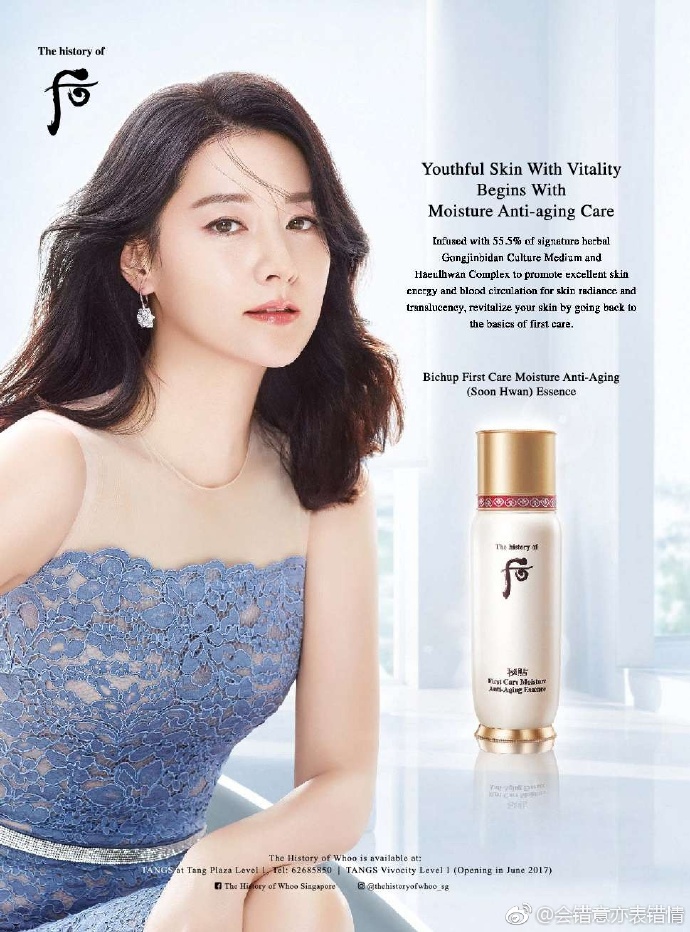 The history of
后
Youthful Skin With Vitality
Begins With
Moisture Anti-aging Care
Infused with 55.5% of signature herbal
Gongjinbidan Culture Medium and
Haeulhwan Complex to promote excellent skin
energy and blood circulation for skin radiance and
translucency, revitalize your skin by going back to
the basics of first care.
Bichup First Care Moisture Anti-Aging
(Soon Hwan) Essence
The history of
后
秘貼
First Care Moisture
Anti-Aging Essence
The History of Whoo is available at:
TANGS at Tang Plaza Level 1, Tel: 62685850 | TANGS Vivocity Level 1 (Opening in June 2017)
The History of Whoo Singapore @thehistoryofwhoo_sg
@会错意亦表错情